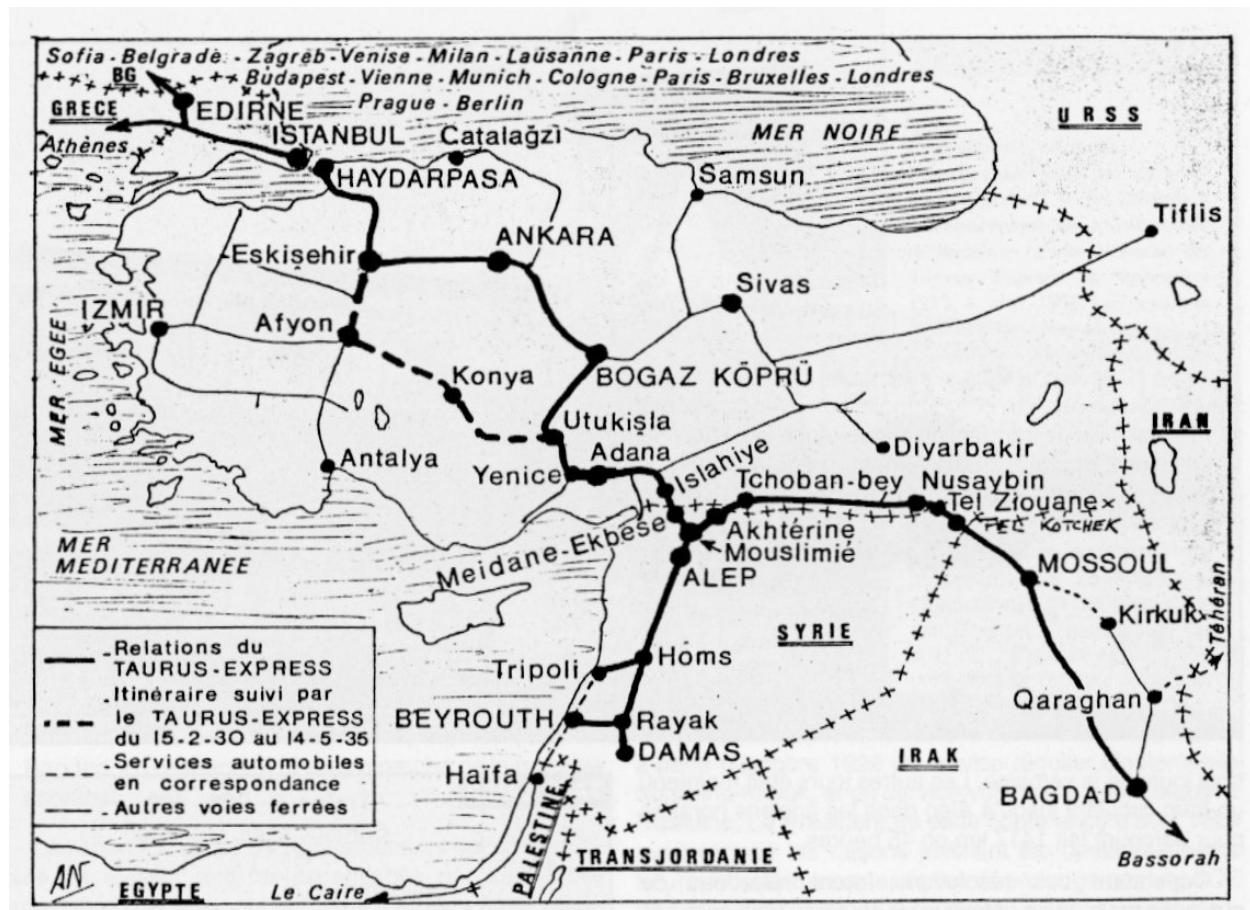 Sofia-Belgrade-Zagreb-Venise-Milan-Laüsanne-Paris-Londres
BG
Budapest-Vienne-Munich-Cologne-Paris-Bruxelles-Londres
Prague-Berlin
GRECE
EDIRNE
Athènes
ISTANBUL
Catalağzi
MER NOIRE
URSS
HAYDARPASA
Samsun
Tiflis
ANKARA
Eskişehir
Sivas
IZMIR
Afyon
MER EGEE
Konya
BOGAZ KÖPRÜ
IRAN
Utukişla
Antalya
Adana
Diyarbakir
Yenice
Islahiye
Tchoban-bey
Nusaybin
Tel Ziouane
TEL KOTCHEK
Akhtérine
Meidane-Ekbese
Mouslimié
MER
MEDITERRANEE
ALEP
MOSSOUL
Kirkuk
Téhéran
SYRIE
Relations du
TAURUS-EXPRESS
Itinéraire suivi par
le TAURUS-EXPRESS
du 15-2-30 au 14-5-35
Services automobiles
en correspondance
Autres voies ferrées
Tripoli
Homs
Qaraghan
BEYROUTH
Rayak
DAMAS
IRAK
Haïfa
BAGDAD
PALESTINE
TRANSJORDANIE
Bassorah
AN
EGYPTE
Le Caire